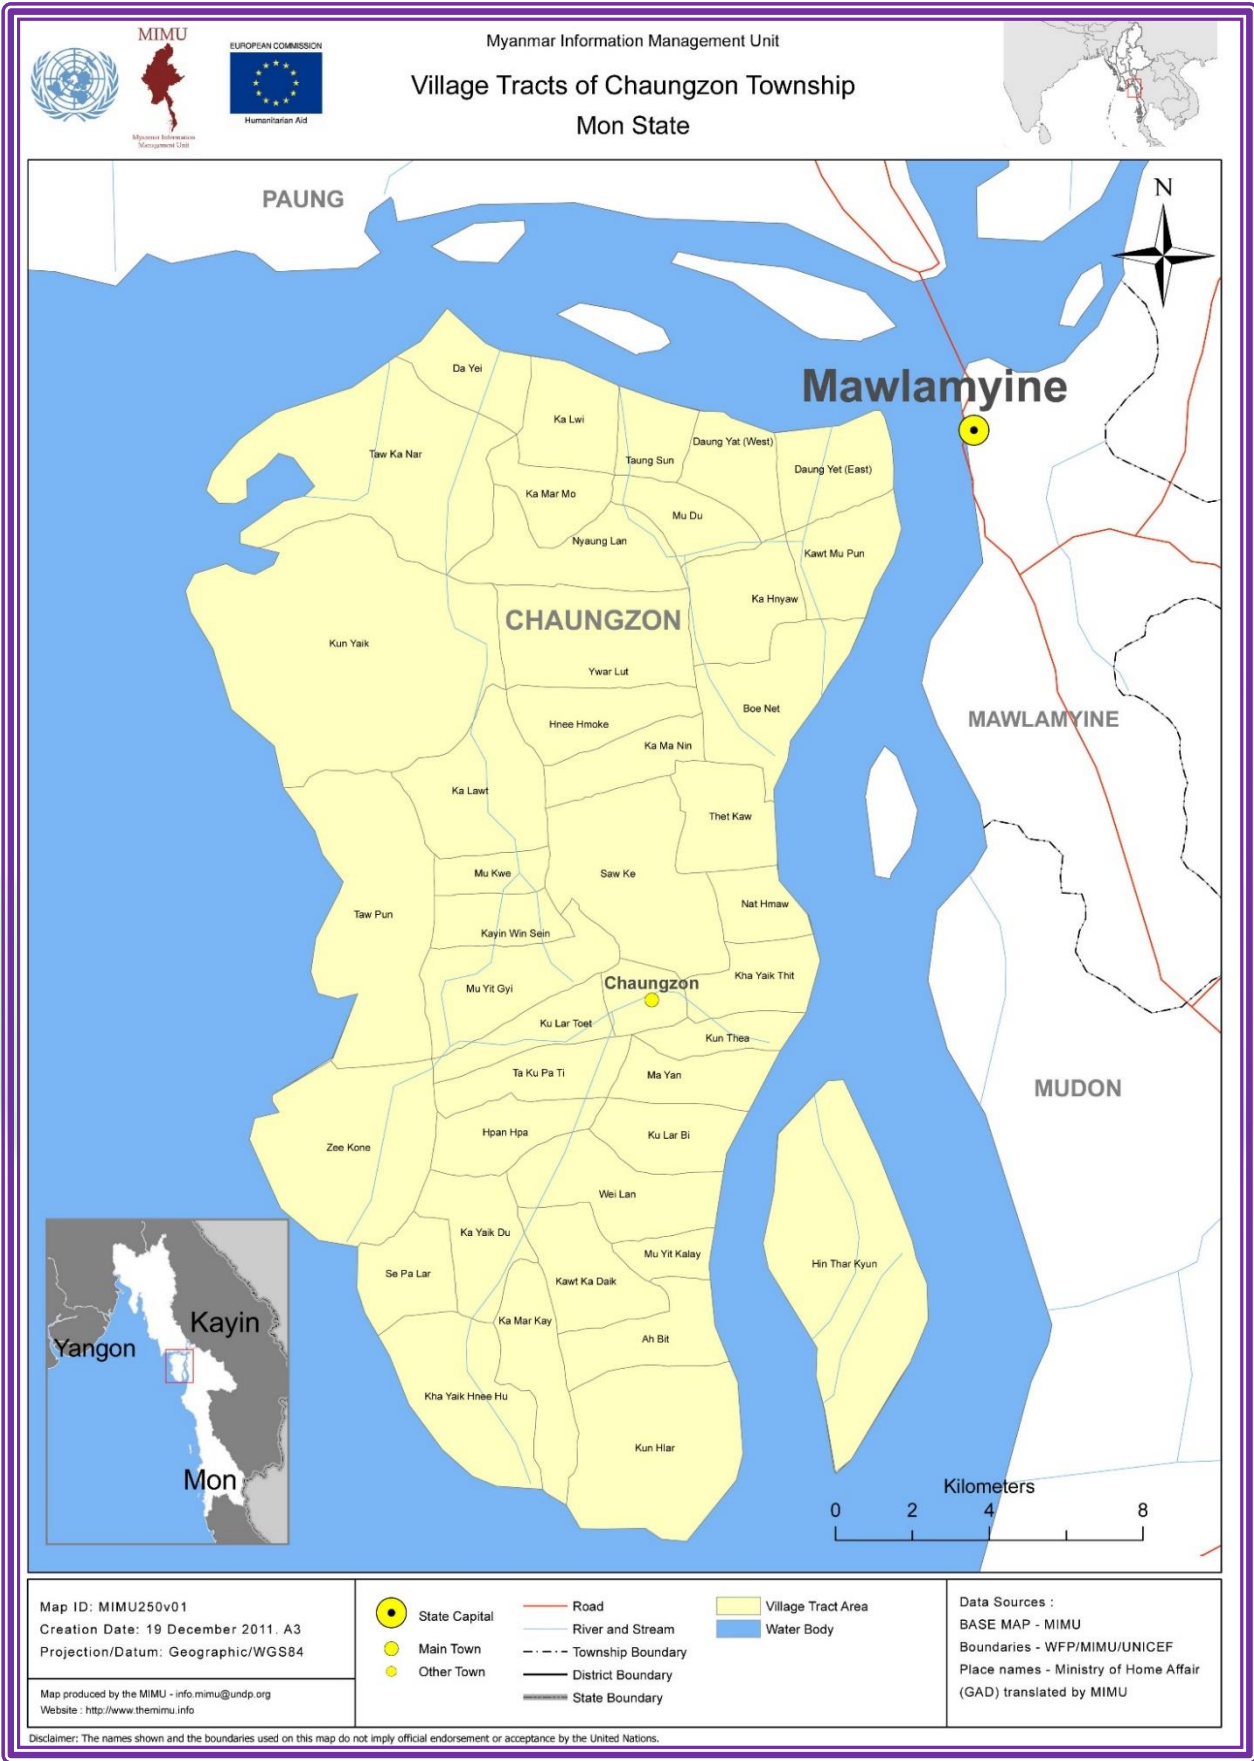 MIMU
Myanmar Information
Management Unit
EUROPEAN COMMISSION
Humanitarian Aid
Myanmar Information Management Unit
Village Tracts of Chaungzon Township
Mon State
PAUNG
N
Da Yei
Mawlamyine
Ka Lwi
Taw Ka Nar
Taung Sun
Daung Yat (West)
Daung Yet (East)
Ka Mar Mo
Mu Du
Nyaung Lan
Kawt Mu Pun
Ka Hnyaw
CHAUNGZON
Kun Yaik
Ywar Lut
Boe Net
MAWLAMYINE
Hnee Hmoke
Ka Ma Nin
Ka Lawt
Thet Kaw
Mu Kwe
Saw Ke
Nat Hmaw
Taw Pun
Kayin Win Sein
Kha Yaik Thit
Chaungzon
Mu Yit Gyi
Ku Lar Toet
Kun Thea
Ta Ku Pa Ti
Ma Yan
MUDON
Hpan Hpa
Ku Lar Bi
Zee Kone
Wei Lan
Ka Yaik Du
Mu Yit Kalay
Hin Thar Kyun
Se Pa Lar
Kawt Ka Daik
Ka Mar Kay
Ah Bit
Kha Yaik Hnee Hu
Kun Hlar
Kayin
Yangon
Mon
Kilometers
0 2 4 8
Map ID: MIMU250v01
Creation Date: 19 December 2011. A3
Projection/Datum: Geographic/WGS84
Map produced by the MIMU - info.mimu@undp.org
Website : http://www.themimu.info
State Capital
Main Town
Other Town
Road
River and Stream
Township Boundary
District Boundary
State Boundary
Village Tract Area
Water Body
Data Sources :
BASE MAP - MIMU
Boundaries - WFP/MIMU/UNICEF
Place names - Ministry of Home Affair
(GAD) translated by MIMU
Disclaimer: The names shown and the boundaries used on this map do not imply official endorsement or acceptance by the United Nations.